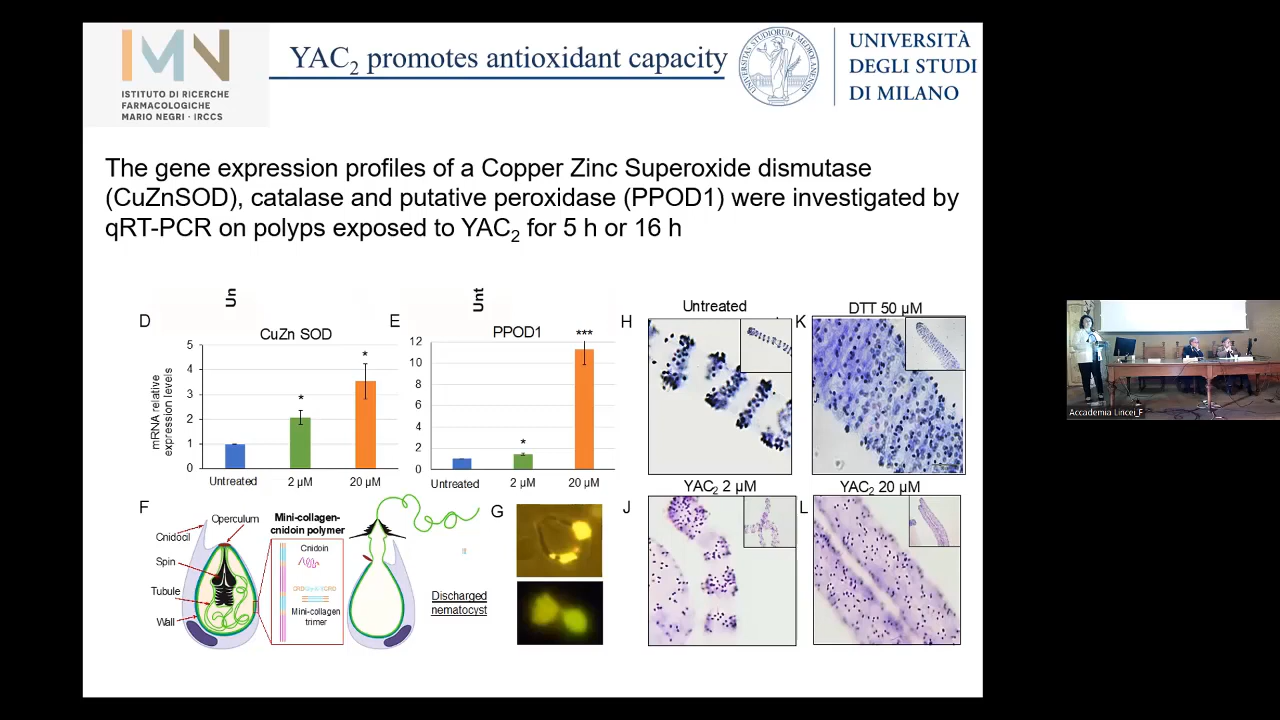 IMN
ISTITUTO DI RICERCHE
FARMACOLOGICHE
MARIO NEGRI · IRCCS
YAC2 promotes antioxidant capacity
UNIVERSITÀ
DEGLI STUDI
DI MILANO
The gene expression profiles of a Copper Zinc Superoxide dismutase
(CuZnSOD), catalase and putative peroxidase (PPOD1) were investigated by
qRT-PCR on polyps exposed to YAC2 for 5 h or 16 h
Un
Unt
D
CuZn SOD
mRNA relative
expression levels
5
4
3
2
1
0
*
*
Untreated
2 µM
20 µM
E
PPOD1
12
10
8
6
4
2
0
*
***
Untreated
2 µM
20 µM
H
Untreated
K
DTT 50 µM
F
Operculum
Cnidocil
Spin
Tubule
Wall
Mini-collagen-
cnidoin polymer
Cnidoin
Mini-collagen
trimer
Discharged
nematocyst
G
J
YAC2 2 µM
L
YAC2 20 µM
Accademia Lincei_F